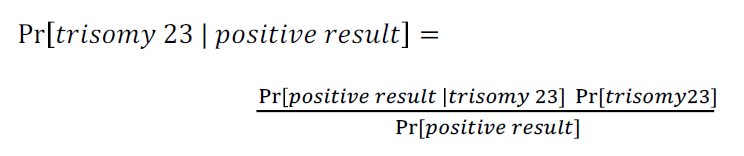 Pr[trisomy 23 | positive result] =
Pr[positive result |trisomy 23] Pr[trisomy23]
Pr[positive result]